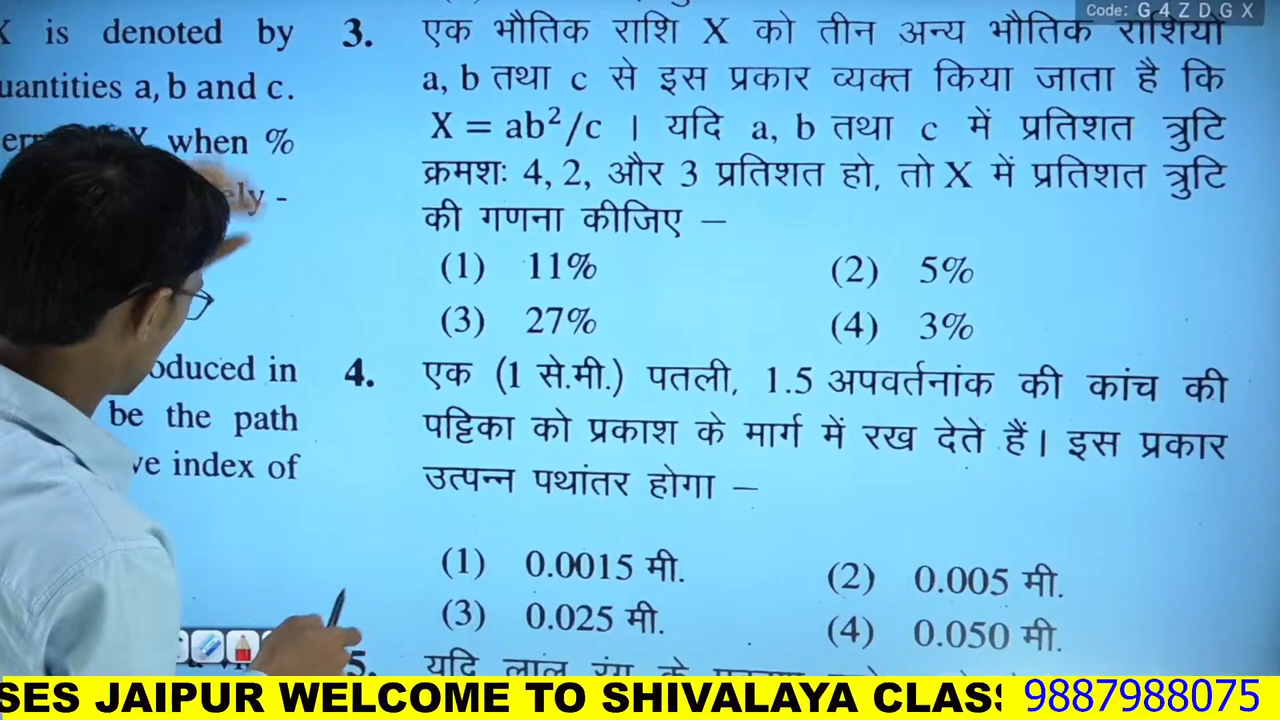 Code: G 4 Z D G X
X is denoted by
quantities a, b and c.
when %
ely -
oduced in
be the path
ve index of
3. एक भौतिक राशि X को तीन अन्य भौतिक राशियों
a, b तथा c से इस प्रकार व्यक्त किया जाता है कि
X = ab²/c । यदि a, b तथा c में प्रतिशत त्रुटि
क्रमशः 4, 2, और 3 प्रतिशत हो, तो X में प्रतिशत त्रुटि
की गणना कीजिए –
(1) 11% (2) 5%
(3) 27% (4) 3%
4. एक (1 से.मी.) पतली, 1.5 अपवर्तनांक की कांच की
पट्टिका को प्रकाश के मार्ग में रख देते हैं। इस प्रकार
उत्पन्न पथांतर होगा –
(1) 0.0015 मी. (2) 0.005 मी.
(3) 0.025 मी. (4) 0.050 मी.
5. यदि लाल रंग के
SES JAIPUR WELCOME TO SHIVALAYA CLASS 9887988075